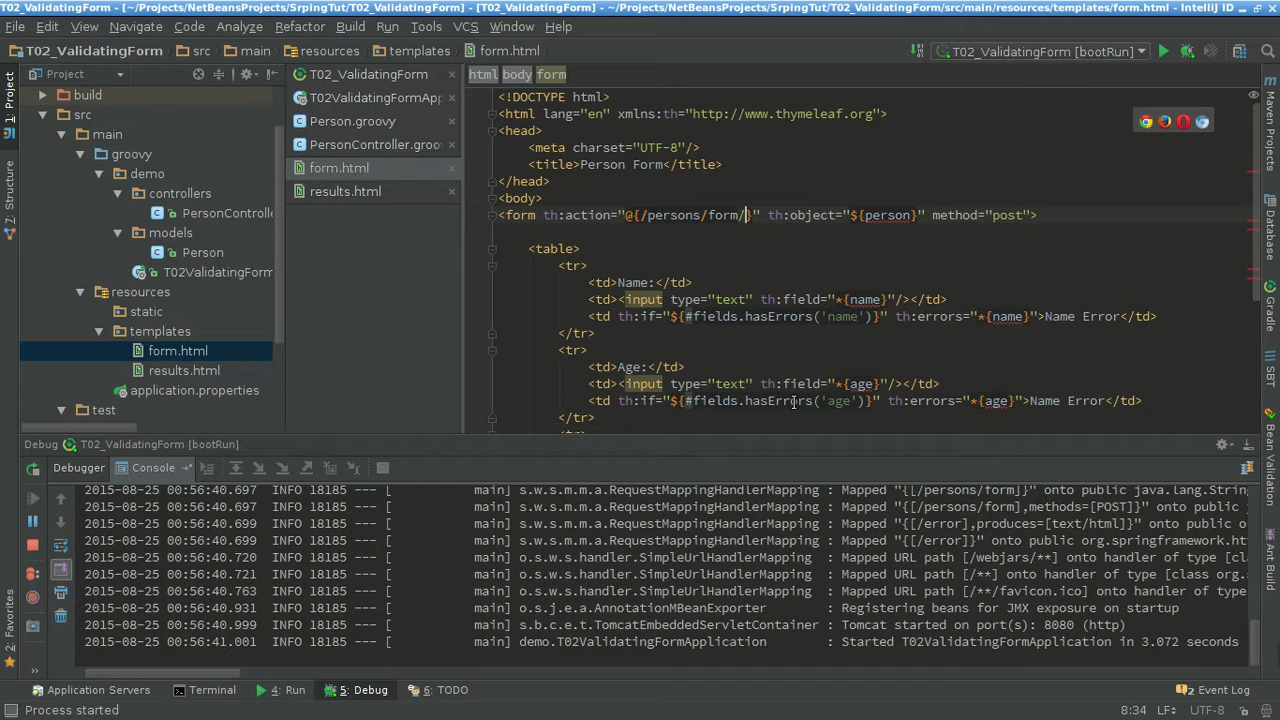 T02_ValidatingForm - [~/Projects/NetBeansProjects/SrpingTut/T02_ValidatingForm] - [T02_ValidatingForm] - ~/Projects/NetBeansProjects/SrpingTut/T02_ValidatingForm/src/main/resources/templates/form.html - IntelliJ ID
File Edit View Navigate Code Analyze Refactor Build Run Tools VCS Window Help
T02_ValidatingForm src main resources templates form.html T02_ValidatingForm [bootRun]
1: Project
7: Structure
2: Favorites
Project
build
src
main
groovy
demo
controllers
PersonControlle
models
Person
T02ValidatingForm
resources
static
templates
form.html
results.html
application.properties
test
T02_ValidatingForm
T02ValidatingFormApp
Person.groovy
PersonController.groo
form.html
results.html
html body form
<!DOCTYPE html>
<html lang="en" xmlns:th="http://www.thymeleaf.org">
<head>
<meta charset="UTF-8"/>
<title>Person Form</title>
</head>
<body>
<form th:action="@{/persons/form/}" th:object="${person}" method="post">
<table>
<tr>
<td>Name:</td>
<td><input type="text" th:field="*{name}"/></td>
<td th:if="${#fields.hasErrors('name')}" th:errors="*{name}">Name Error</td>
</tr>
<tr>
<td>Age:</td>
<td><input type="text" th:field="*{age}"/></td>
<td th:if="${#fields.hasErrors('age')}" th:errors="*{age}">Name Error</td>
</tr>
Maven Projects
Database
Gradle
SBT
Bean Validation
Ant Build
Debug T02_ValidatingForm [bootRun]
Debugger Console
2015-08-25 00:56:40.697 INFO 18185 --- [ main] s.w.s.m.m.a.RequestMappingHandlerMapping : Mapped "{[/persons/form]}" onto public java.lang.String
2015-08-25 00:56:40.697 INFO 18185 --- [ main] s.w.s.m.m.a.RequestMappingHandlerMapping : Mapped "{[/persons/form],methods=[POST]}" onto public j
2015-08-25 00:56:40.699 INFO 18185 --- [ main] s.w.s.m.m.a.RequestMappingHandlerMapping : Mapped "{[/error],produces=[text/html]}" onto public o
2015-08-25 00:56:40.699 INFO 18185 --- [ main] s.w.s.m.m.a.RequestMappingHandlerMapping : Mapped "{[/error]}" onto public org.springframework.ht
2015-08-25 00:56:40.720 INFO 18185 --- [ main] o.s.w.s.handler.SimpleUrlHandlerMapping : Mapped URL path [/webjars/**] onto handler of type [cla
2015-08-25 00:56:40.721 INFO 18185 --- [ main] o.s.w.s.handler.SimpleUrlHandlerMapping : Mapped URL path [/**] onto handler of type [class org.s
2015-08-25 00:56:40.763 INFO 18185 --- [ main] o.s.w.s.handler.SimpleUrlHandlerMapping : Mapped URL path [/**/favicon.ico] onto handler of type
2015-08-25 00:56:40.931 INFO 18185 --- [ main] o.s.j.e.a.AnnotationMBeanExporter : Registering beans for JMX exposure on startup
2015-08-25 00:56:40.999 INFO 18185 --- [ main] s.b.c.e.t.TomcatEmbeddedServletContainer : Tomcat started on port(s): 8080 (http)
2015-08-25 00:56:41.001 INFO 18185 --- [ main] demo.T02ValidatingFormApplication : Started T02ValidatingFormApplication in 3.072 seconds
Application Servers Terminal 4: Run 5: Debug 6: TODO 2 Event Log
Process started 8:34 LF UTF-8